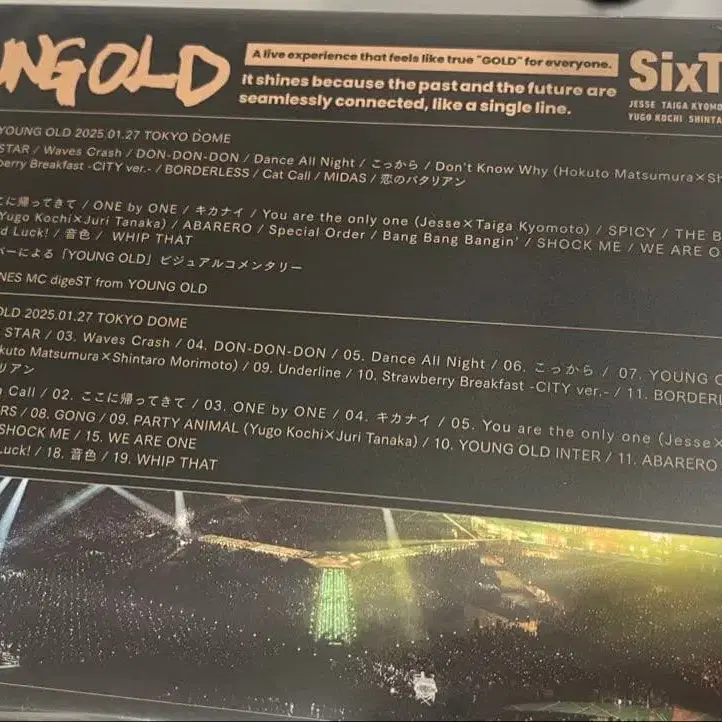 UNG OLD
A live experience that feels like true "GOLD" for everyone.
It shines because the past and the future are
seamlessly connected, like a single line.
SixT
JESSE TAIGA KYOMO
YUGO KOCHI SHINTA
YOUNG OLD 2025.01.27 TOKYO DOME
STAR / Waves Crash / DON-DON-DON / Dance All Night / こっから / Don't Know Why (Hokuto Matsumura×Sh
berry Breakfast -CITY ver.- / BORDERLESS / Cat Call / MIDAS / 恋のバタリアン
こに帰ってきて / ONE by ONE / キカナイ / You are the only one (Jesse×Taiga Kyomoto) / SPICY / THE B
Yugo Kochi×Juri Tanaka) / ABARERO / Special Order / Bang Bang Bangin' / SHOCK ME / WE ARE O
d Luck! / 音色 / WHIP THAT
バーによる「YOUNG OLD」ビジュアルコメンタリー
NES MC digeST from YOUNG OLD
OLD 2025.01.27 TOKYO DOME
STAR / 03. Waves Crash / 04. DON-DON-DON / 05. Dance All Night / 06. こっから / 07. YOUNG O
kuto Matsumura×Shintaro Morimoto) / 09. Underline / 10. Strawberry Breakfast -CITY ver.- / 11. BORDERL
リアン
Call / 02. ここに帰ってきて / 03. ONE by ONE / 04. キカナイ / 05. You are the only one (Jesse×
RS / 08. GONG / 09. PARTY ANIMAL (Yugo Kochi×Juri Tanaka) / 10. YOUNG OLD INTER / 11. ABARERO
SHOCK ME / 15. WE ARE ONE
Luck! / 18. 音色 / 19. WHIP THAT